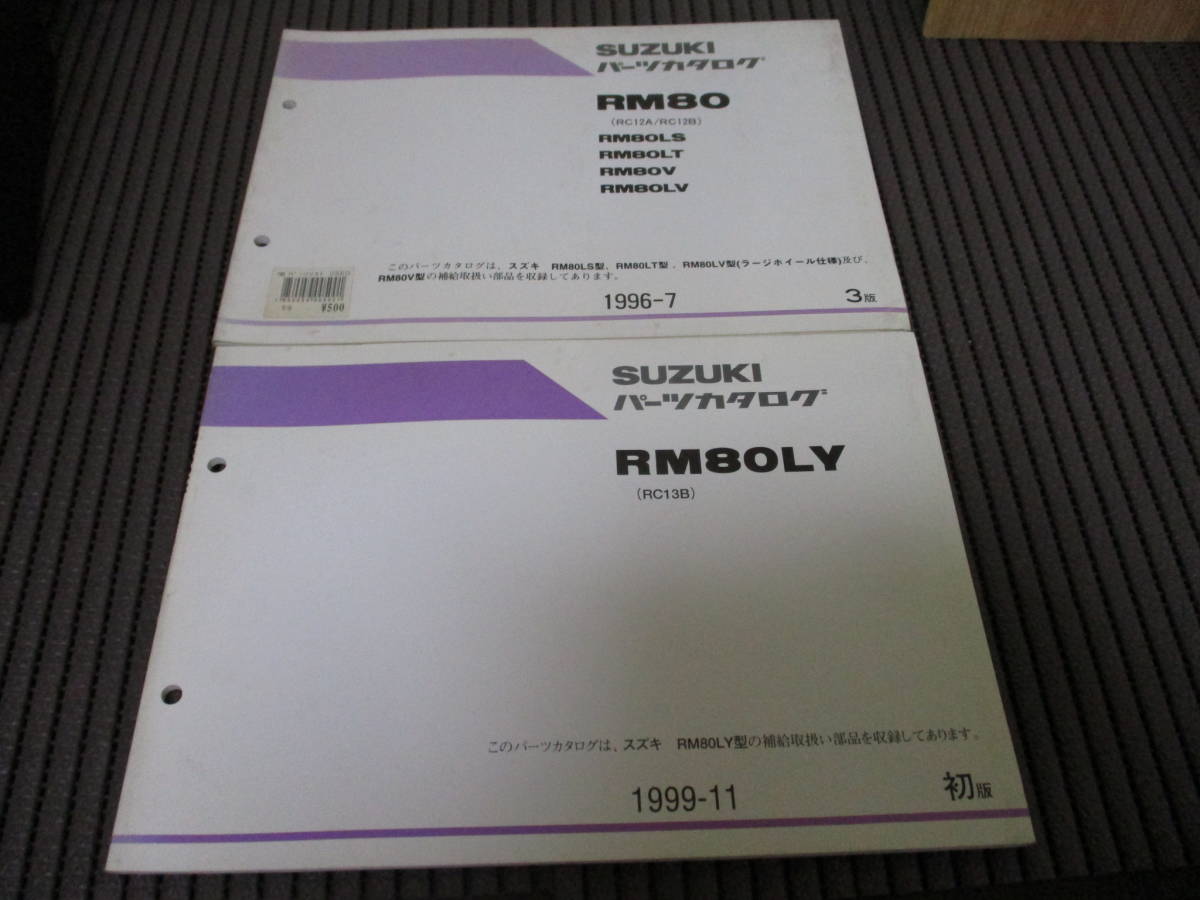 SUZUKI
パーツカタログ
RM80
(RC12A/RC12B)
RM80LS
RM80LT
RM80V
RM80LV
このパーツカタログは、スズキ RM80LS型、RM80LT型、RM80LV型(ラージホイール仕様)及び、
RM80V型の補給取扱い部品を収録してあります。
¥500
1996-7
3版
SUZUKI
パーツカタログ
RM80LY
(RC13B)
このパーツカタログは、スズキ RM80LY型の補給取扱い部品を収録してあります。
1999-11
初版